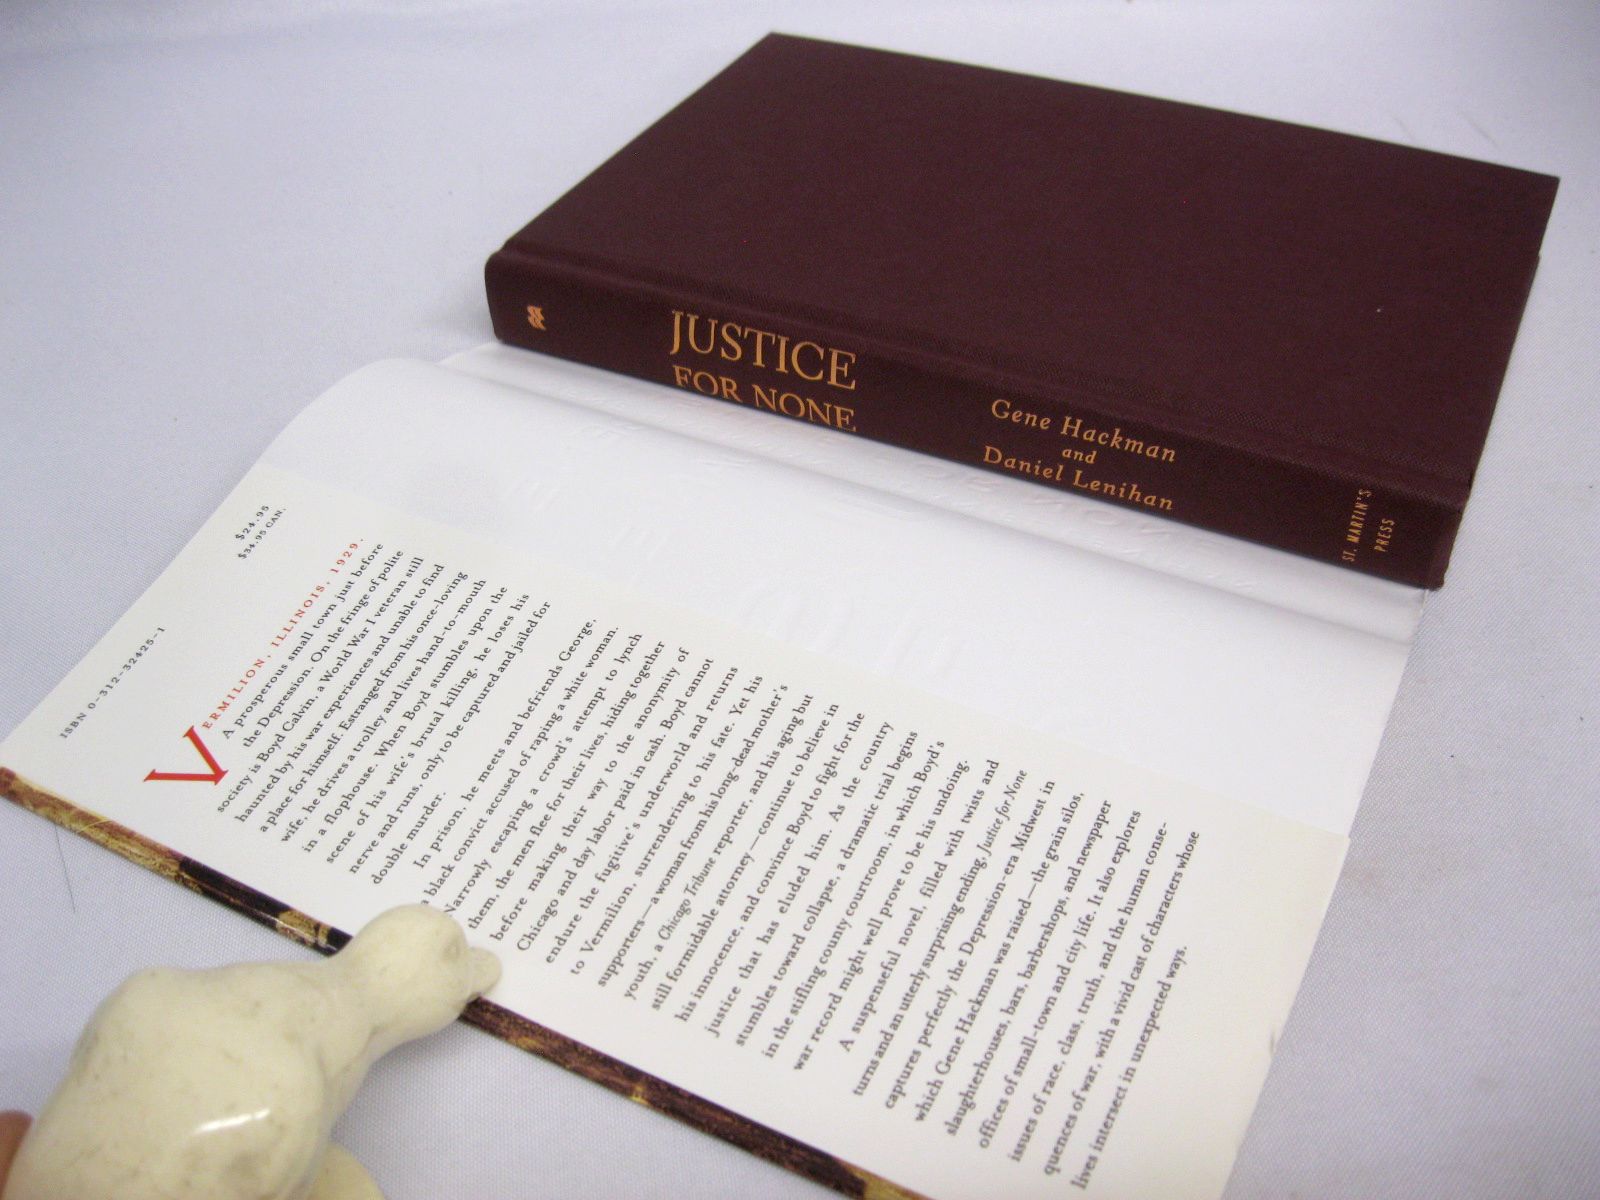 JUSTICE
FOR NONE
Gene Hackman
and
Daniel Lenihan
ST. MARTIN'S
PRESS
$24.95
$34.95 CAN.
ISBN 0-312-32425-1
VERMILION, ILLINOIS, 1929.
A prosperous small town just before
the Depression. On the fringe of polite
society is Boyd Calvin, a World War I veteran still
haunted by his war experiences and unable to find
a place for himself. Estranged from his once-loving
wife, he drives a trolley and lives hand-to-mouth
in a flophouse. When Boyd stumbles upon the
scene of his wife's brutal killing, he loses his
nerve and runs, only to be captured and jailed for
double murder.
In prison, he meets and befriends George,
a black convict accused of raping a white woman.
Narrowly escaping a crowd's attempt to lynch
them, the men flee for their lives, hiding together
before making their way to the anonymity of
Chicago and day labor paid in cash. Boyd cannot
endure the fugitive's underworld and returns
to Vermilion, surrendering to his fate. Yet his
supporters—a woman from his long-dead mother's
youth, a Chicago Tribune reporter, and his aging but
still formidable attorney—continue to believe in
his innocence, and convince Boyd to fight for the
justice that has eluded him. As the country
stumbles toward collapse, a dramatic trial begins
in the stifling county courtroom, in which Boyd's
war record might well prove to be his undoing.
A suspenseful novel, filled with twists and
turns and an utterly surprising ending, Justice for None
captures perfectly the Depression-era Midwest in
which Gene Hackman was raised—the grain silos,
slaughterhouses, bars, barbershops, and newspaper
offices of small-town and city life. It also explores
issues of race, class, truth, and the human conse-
quences of war, with a vivid cast of characters whose
lives intersect in unexpected ways.